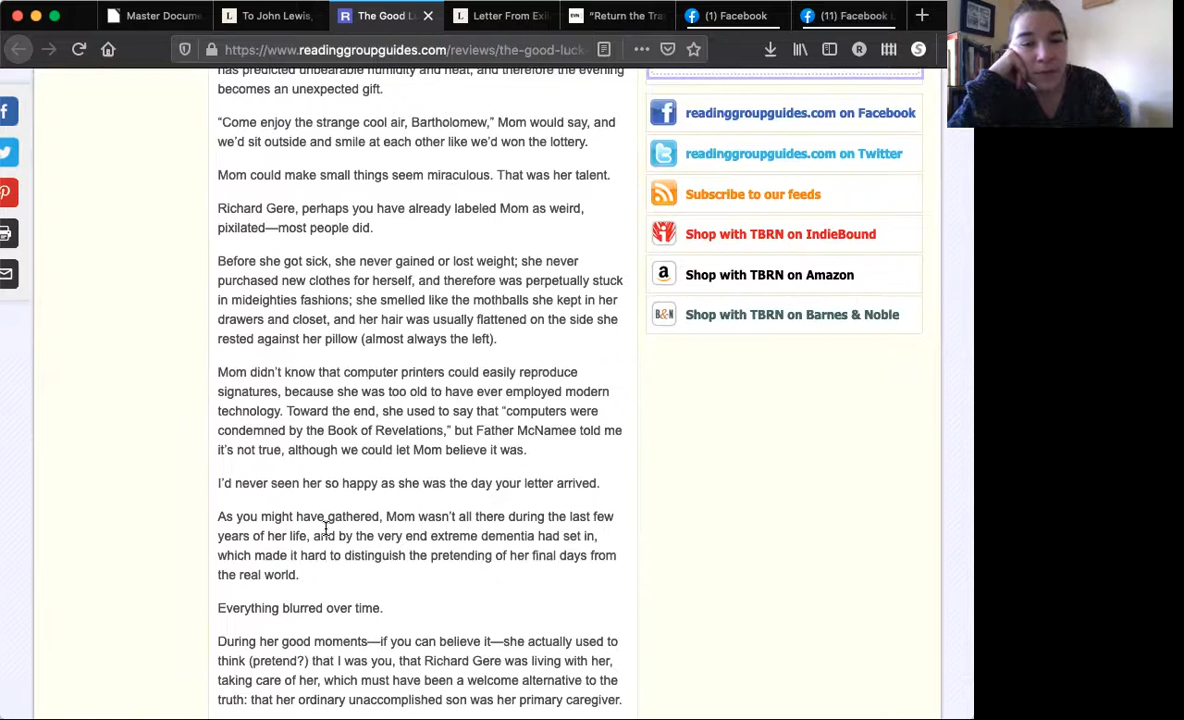 Master Docume
To John Lewis,
The Good L
Letter From Exil
"Return the Tra
(1) Facebook
(11) Facebook
https://www.readinggroupguides.com/reviews/the-good-luck-
has predicted unbearable humidity and heat, and therefore the evening
becomes an unexpected gift.
“Come enjoy the strange cool air, Bartholomew,” Mom would say, and
we’d sit outside and smile at each other like we’d won the lottery.
Mom could make small things seem miraculous. That was her talent.
Richard Gere, perhaps you have already labeled Mom as weird,
pixilated—most people did.
Before she got sick, she never gained or lost weight; she never
purchased new clothes for herself, and therefore was perpetually stuck
in mideighties fashions; she smelled like the mothballs she kept in her
drawers and closet, and her hair was usually flattened on the side she
rested against her pillow (almost always the left).
Mom didn’t know that computer printers could easily reproduce
signatures, because she was too old to have ever employed modern
technology. Toward the end, she used to say that “computers were
condemned by the Book of Revelations,” but Father McNamee told me
it’s not true, although we could let Mom believe it was.
I’d never seen her so happy as she was the day your letter arrived.
As you might have gathered, Mom wasn’t all there during the last few
years of her life, and by the very end extreme dementia had set in,
which made it hard to distinguish the pretending of her final days from
the real world.
Everything blurred over time.
During her good moments—if you can believe it—she actually used to
think (pretend?) that I was you, that Richard Gere was living with her,
taking care of her, which must have been a welcome alternative to the
truth: that her ordinary unaccomplished son was her primary caregiver.
readinggroupguides.com on Facebook
readinggroupguides.com on Twitter
Subscribe to our feeds
Shop with TBRN on IndieBound
Shop with TBRN on Amazon
B&N
Shop with TBRN on Barnes & Noble